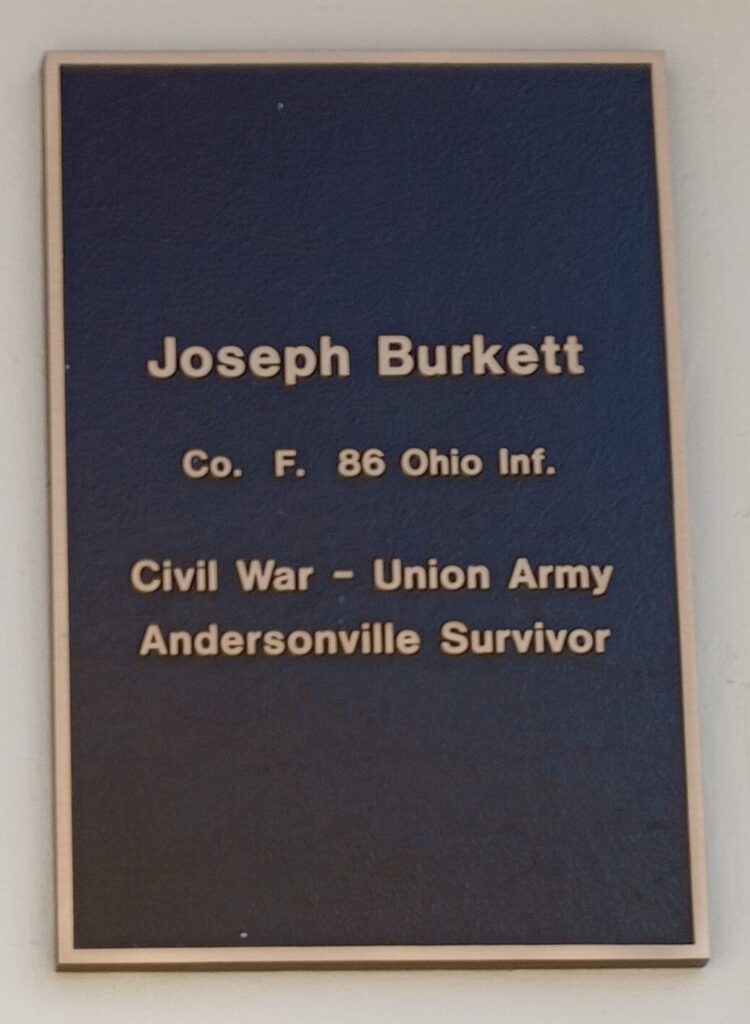 Joseph Burkett
Co. F. 86 Ohio Inf.
Civil War - Union Army
Andersonville Survivor